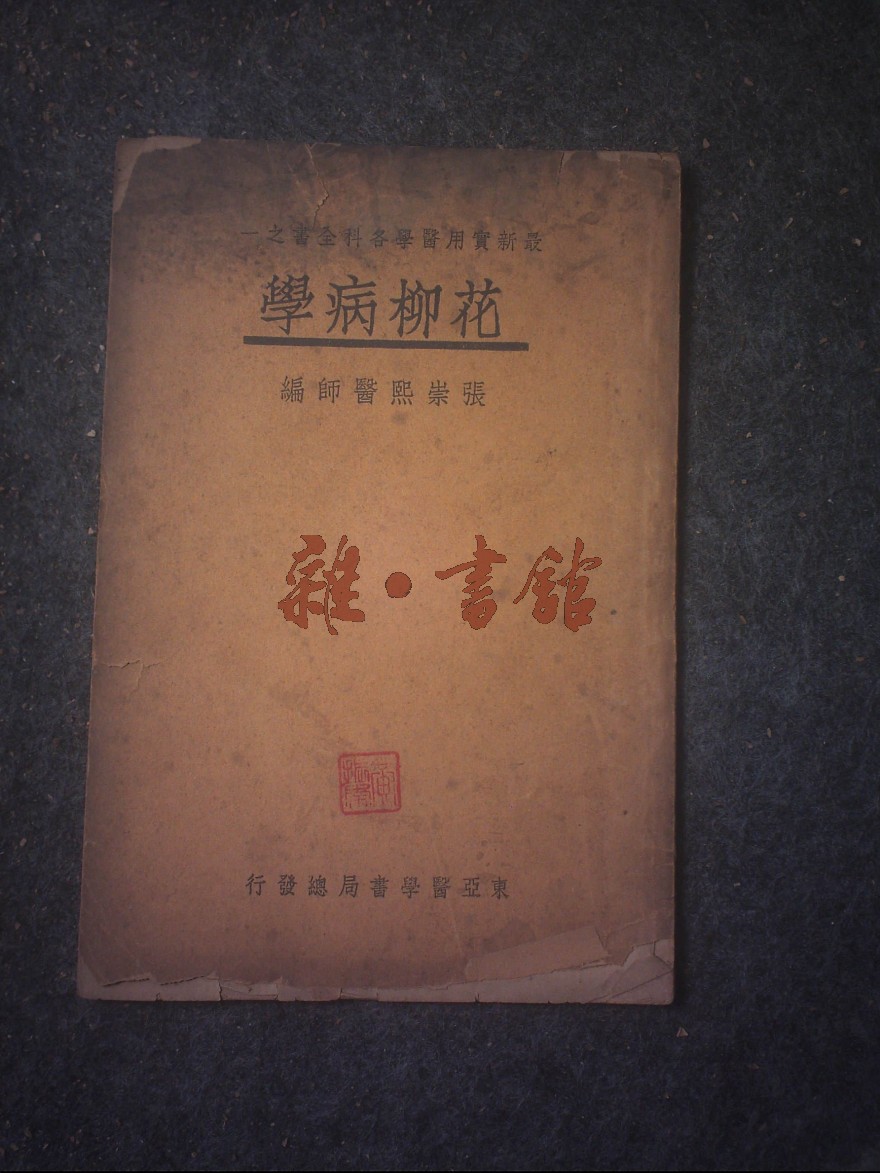 最新實用醫學各科全書之一
花柳病學
張崇熙醫師編
雜·書館
東亞醫學書局總發行